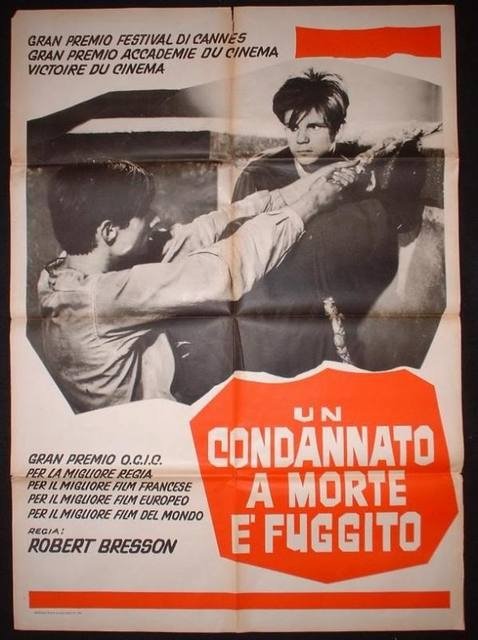 GRAN PREMIO FESTIVAL DI CANNES
GRAN PREMIO ACCADEMIE DU CINEMA
VICTOIRE DU CINEMA
UN
CONDANNATO
A MORTE
E' FUGGITO
GRAN PREMIO O.C.I.C.
PER LA MIGLIORE REGIA
PER IL MIGLIORE FILM FRANCESE
PER IL MIGLIORE FILM EUROPEO
PER IL MIGLIORE FILM DEL MONDO
REGIA:
ROBERT BRESSON